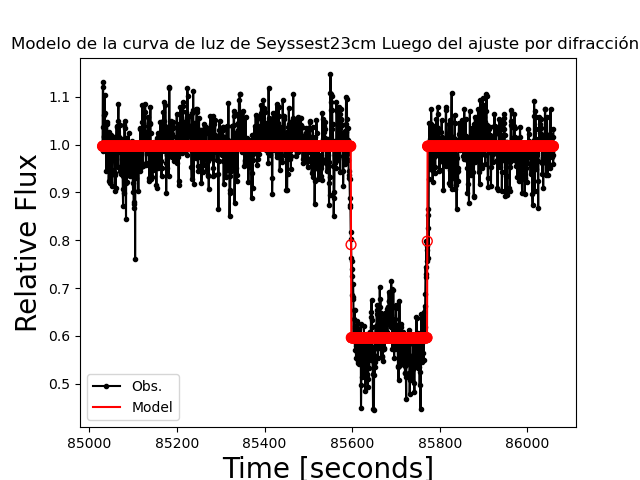 Modelo de la curva de luz de Seyssest23cm Luego del ajuste por difracción
1.1
1.0
0.9
0.8
0.7
0.6
0.5
Relative Flux
Obs.
Model
85000 85200 85400 85600 85800 86000
Time [seconds]